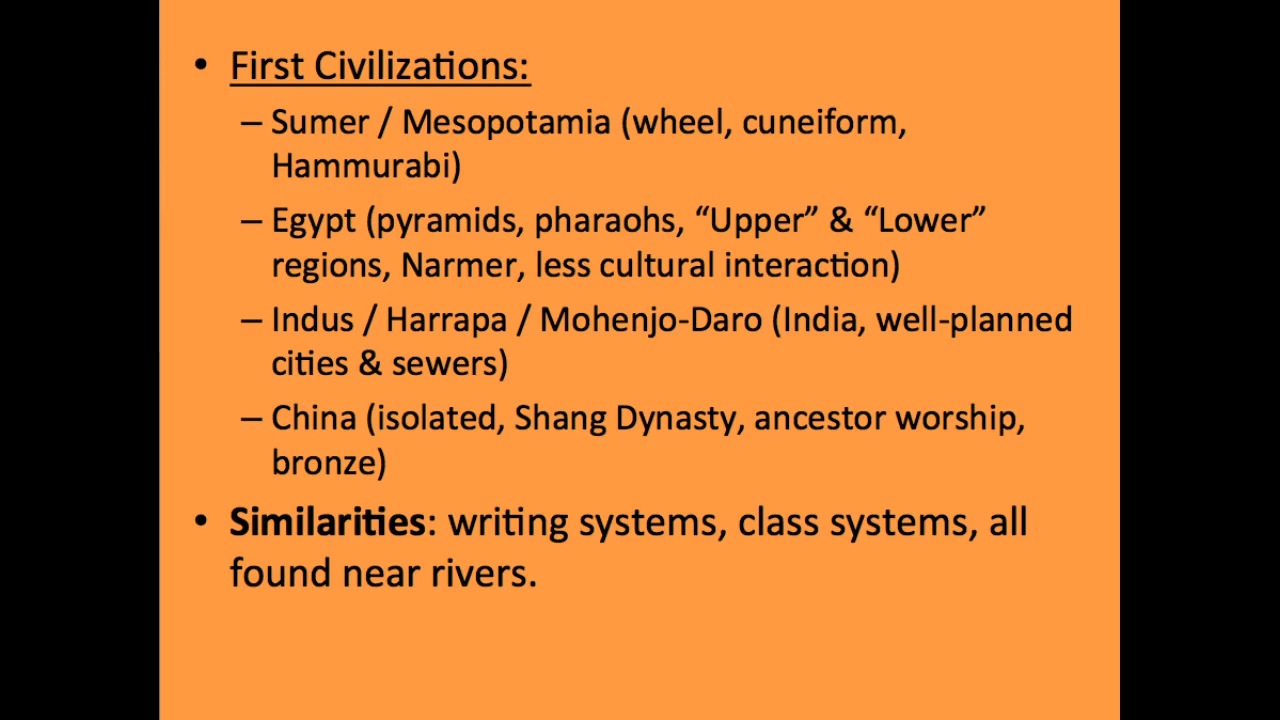 • First Civilizations:
– Sumer / Mesopotamia (wheel, cuneiform,
Hammurabi)
– Egypt (pyramids, pharaohs, “Upper” & “Lower”
regions, Narmer, less cultural interaction)
– Indus / Harrapa / Mohenjo-Daro (India, well-planned
cities & sewers)
– China (isolated, Shang Dynasty, ancestor worship,
bronze)
• Similarities: writing systems, class systems, all
found near rivers.